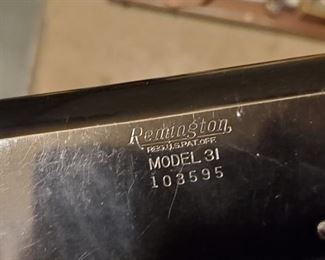 Remington
REG.U.S.PAT.OFF.
MODEL 31
103595